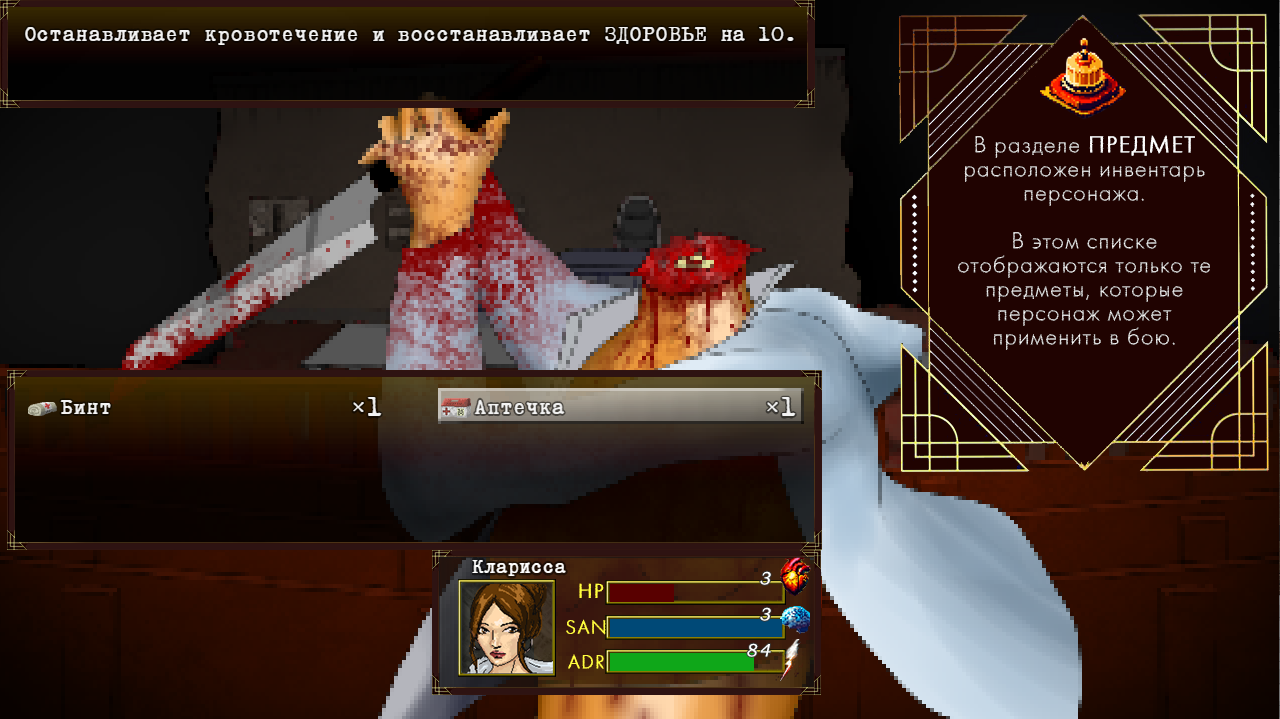 Останавливает кровотечение и восстанавливает ЗДОРОВЬЕ на 10.
В разделе ПРЕДМЕТ
расположен инвентарь
персонажа.
В этом списке
отображаются только те
предметы, которые
персонаж может
применить в бою.
Бинт ×1
Аптечка ×1
Кларисса
HP 3
SAN 3
ADR 84